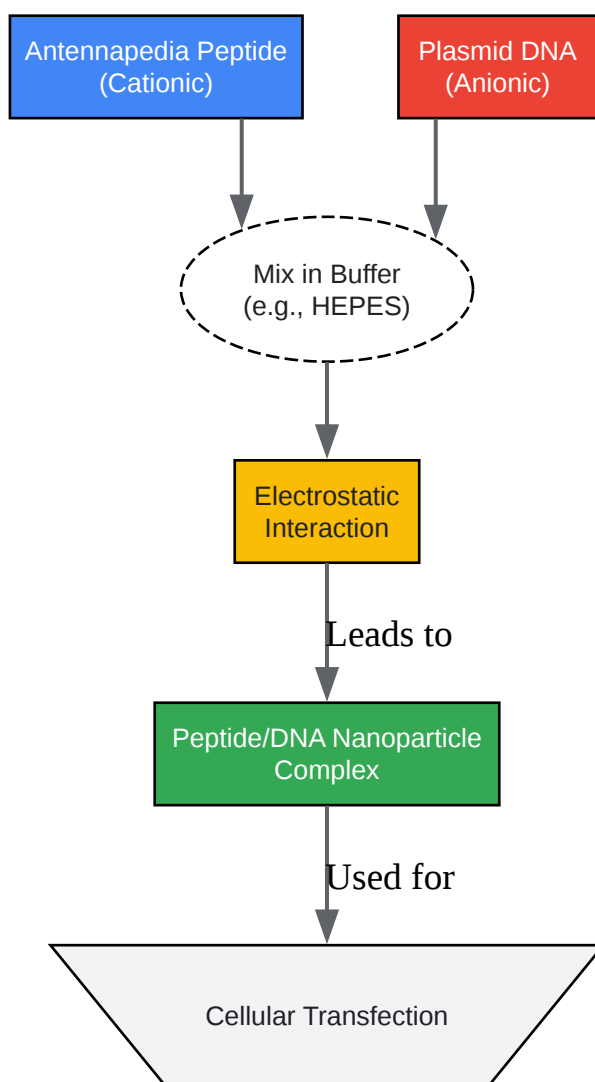 Antennapedia Peptide
(Cationic)
Plasmid DNA
(Anionic)
Mix in Buffer
(e.g., HEPES)
Electrostatic
Interaction
Leads to
Peptide/DNA Nanoparticle
Complex
Used for
Cellular Transfection